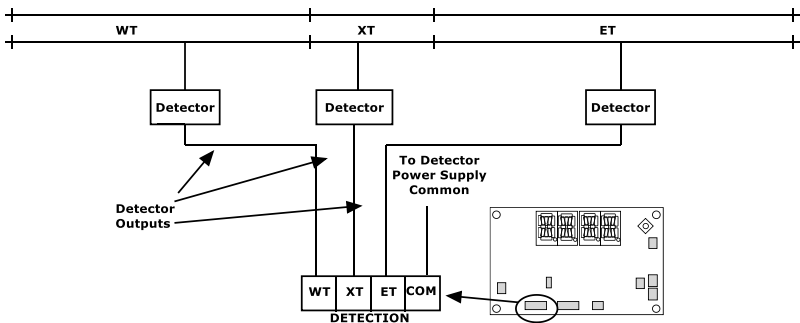 WT XT ET
Detector Detector Detector
To Detector
Power Supply
Common
Detector
Outputs
WT XT ET COM
DETECTION